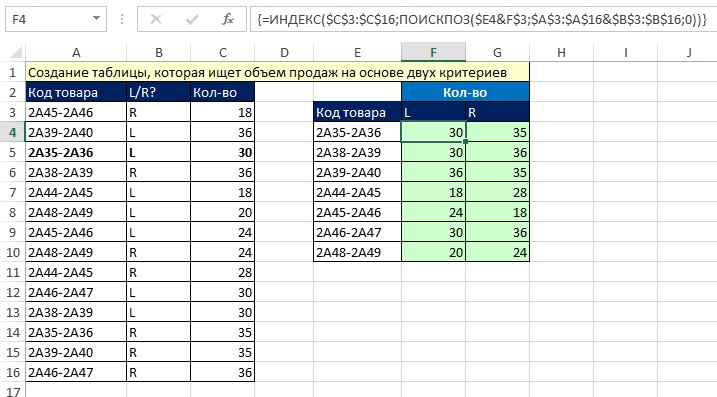 F4 {=ИНДЕКС($C$3:$C$16;ПОИСКПОЗ($E4&F$3;$A$3:$A$16&$B$3:$B$16;0))}
A B C D E F G H I J
1 Создание таблицы, которая ищет объем продаж на основе двух критериев
2 Код товара L/R? Кол-во Кол-во
3 2A45-2A46 R 18 Код товара L R
4 2A39-2A40 L 36 2A35-2A36 30 35
5 2A35-2A36 L 30 2A38-2A39 30 36
6 2A38-2A39 R 36 2A39-2A40 36 35
7 2A44-2A45 L 18 2A44-2A45 18 28
8 2A48-2A49 L 20 2A45-2A46 24 18
9 2A45-2A46 R 24 2A46-2A47 30 36
10 2A48-2A49 R 24 2A48-2A49 20 24
11 2A44-2A45 R 28
12 2A46-2A47 L 30
13 2A38-2A39 L 30
14 2A35-2A36 R 35
15 2A39-2A40 R 35
16 2A46-2A47 R 36
17